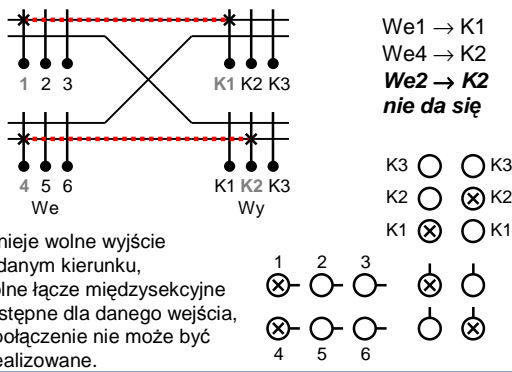 We1 → K1
We4 → K2
We2 → K2
nie da się
1 2 3
K1 K2 K3
4 5 6
K1 K2 K3
We
Wy
K3 K3
K2 K2
K1 K1
nieje wolne wyjście
danym kierunku,
lne łącze międzysekcyjne
stępne dla danego wejścia,
ołączenie nie może być
ealizowane.
1 2 3
4 5 6